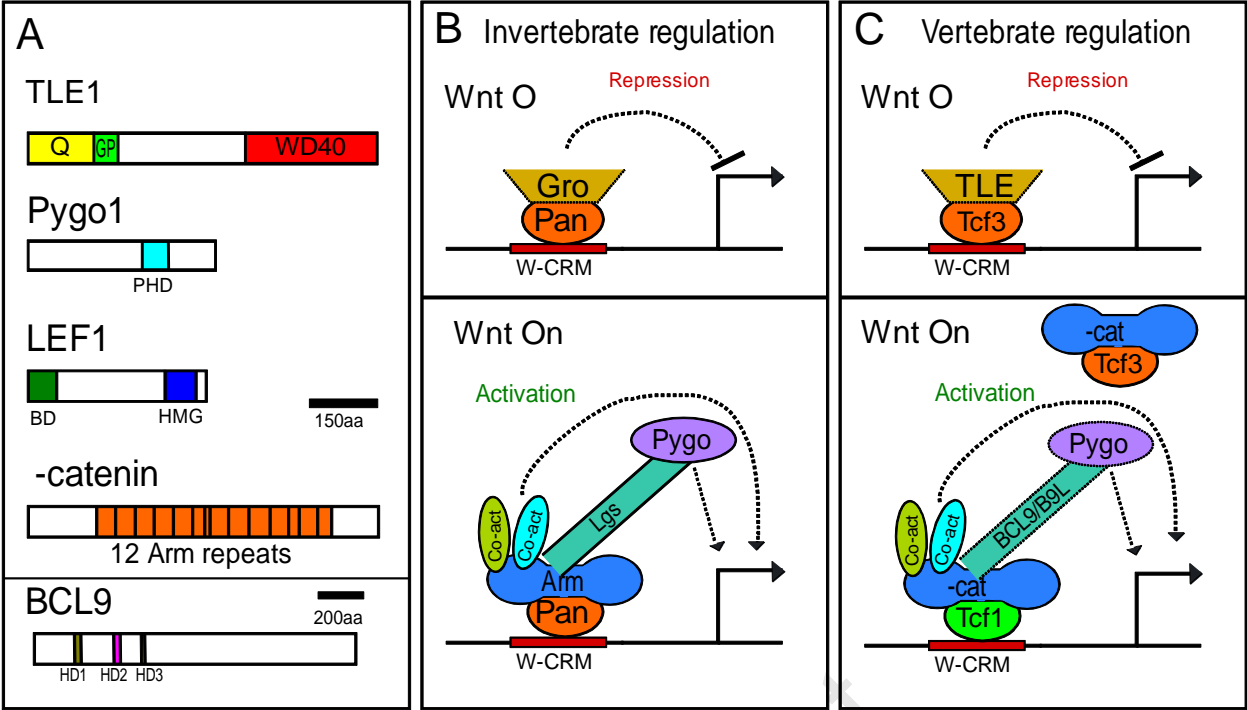 A
TLE1
Q GP WD40
Pygo1
PHD
LEF1
BD HMG
150aa
-catenin
12 Arm repeats
BCL9
200aa
HD1 HD2 HD3
B Invertebrate regulation
Wnt O
Repression
Gro
Pan
W-CRM
Wnt On
Activation
Pygo
Lgs
Co-act
Co-act
Arm
Pan
W-CRM
C Vertebrate regulation
Wnt O
Repression
TLE
Tcf3
W-CRM
Wnt On
-cat
Tcf3
Activation
Pygo
BCL9/B9L
Co-act
Co-act
-cat
Tcf1
W-CRM